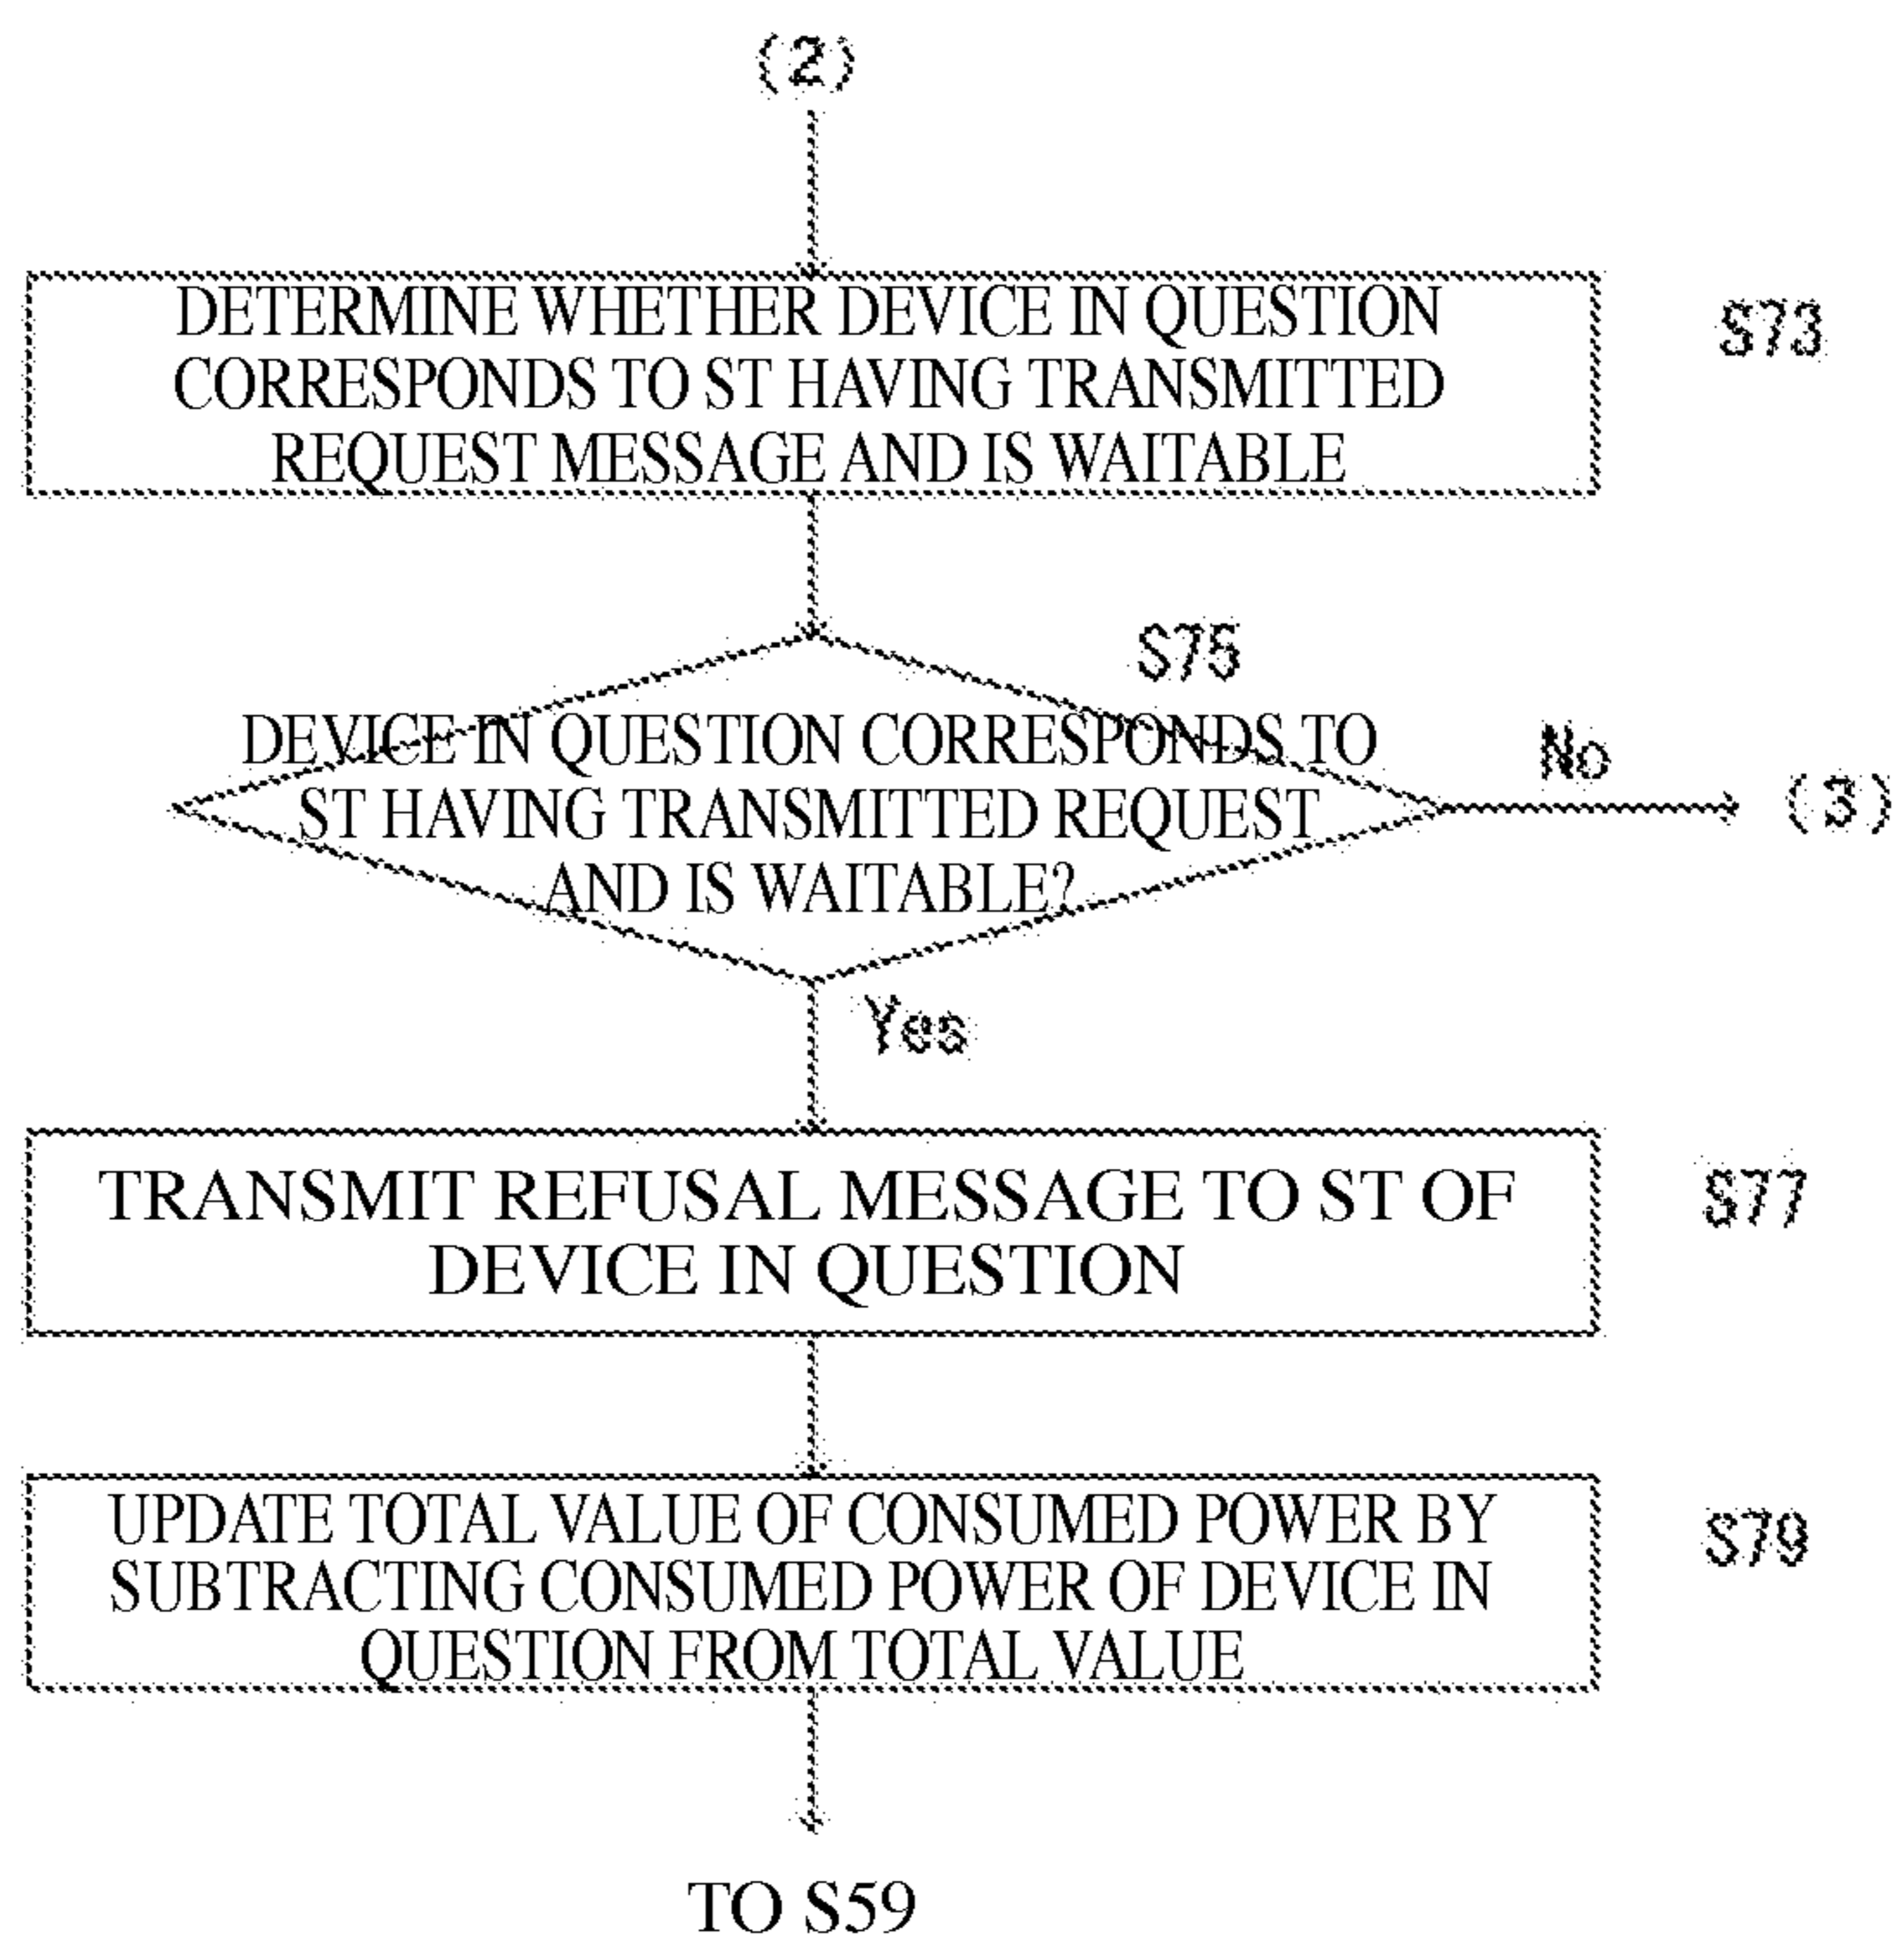 (2)
DETERMINE WHETHER DEVICE IN QUESTION
CORRESPONDS TO ST HAVING TRANSMITTED
REQUEST MESSAGE AND IS WAITABLE
S73
S75
DEVICE IN QUESTION CORRESPONDS TO
ST HAVING TRANSMITTED REQUEST
AND IS WAITABLE?
No
(3)
Yes
TRANSMIT REFUSAL MESSAGE TO ST OF
DEVICE IN QUESTION
S77
UPDATE TOTAL VALUE OF CONSUMED POWER BY
SUBTRACTING CONSUMED POWER OF DEVICE IN
QUESTION FROM TOTAL VALUE
S79
TO S59